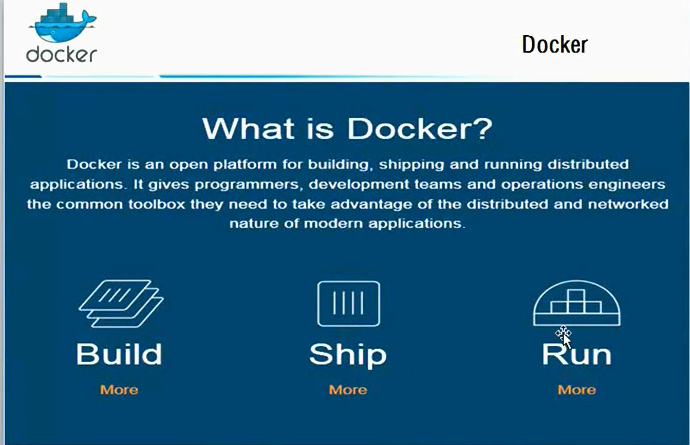 docker
Docker
What is Docker?
Docker is an open platform for building, shipping and running distributed
applications. It gives programmers, development teams and operations engineers
the common toolbox they need to take advantage of the distributed and networked
nature of modern applications.
Build
Ship
Run
More
More
More